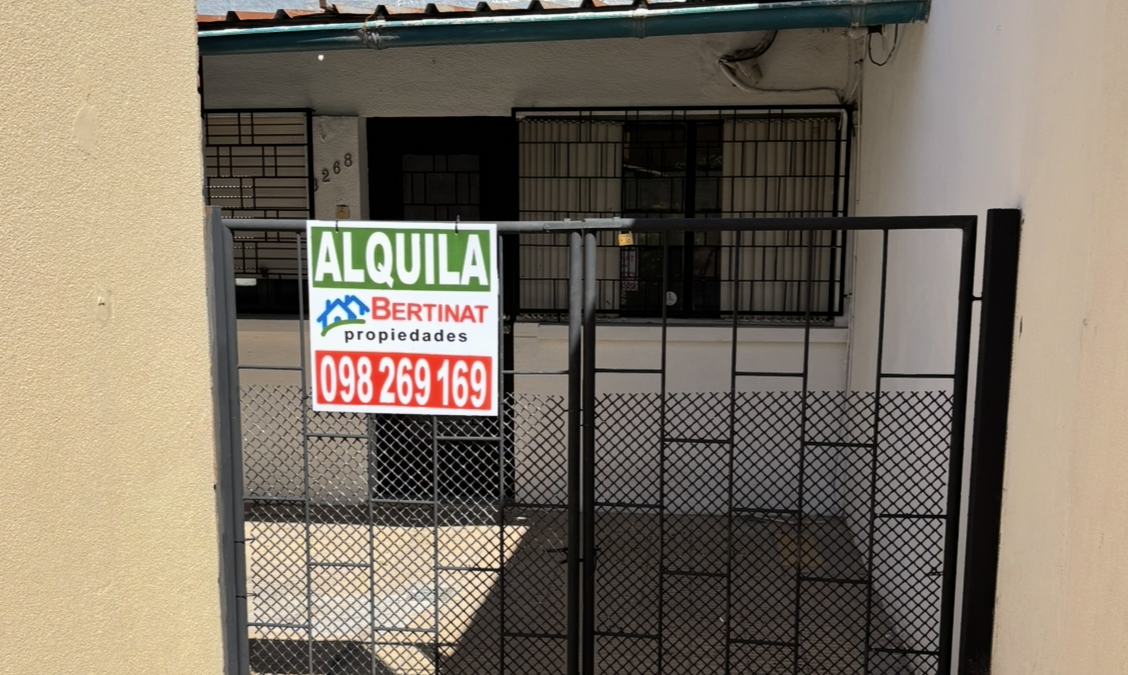 3268
ALQUILA
BERTINAT
propiedades
098 269 169